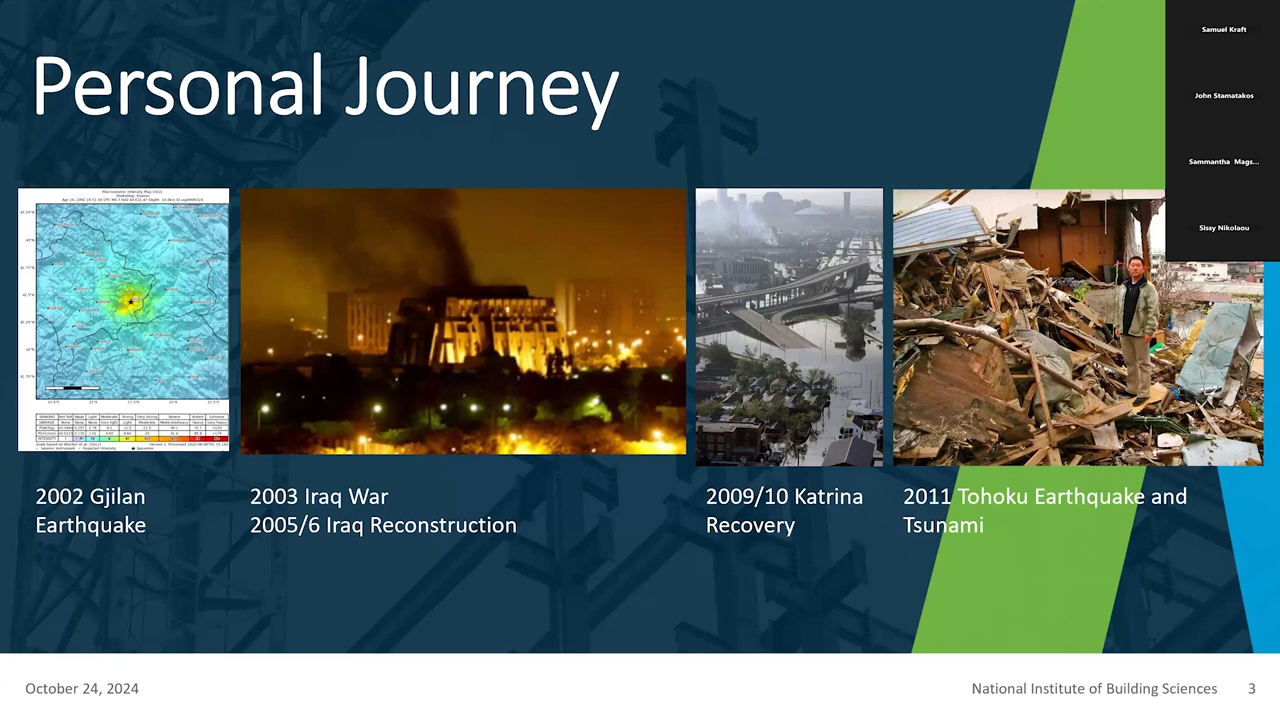 Personal Journey
Samuel Kraft
John Stamatakos
Sammantha Mags...
Sissy Nikolaou
2002 Gjilan
Earthquake
2003 Iraq War
2005/6 Iraq Reconstruction
2009/10 Katrina
Recovery
2011 Tohoku Earthquake and
Tsunami
October 24, 2024
National Institute of Building Sciences
3